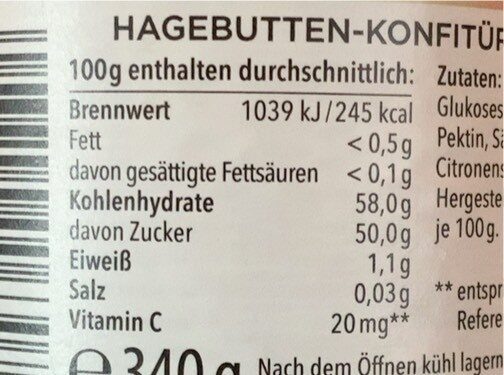 HAGEBUTTEN-KONFITÜR
100g enthalten durchschnittlich:
Brennwert 1039 kJ/245 kcal
Fett < 0,5g
davon gesättigte Fettsäuren < 0,1g
Kohlenhydrate 58,0g
davon Zucker 50,0g
Eiweiß 1,1g
Salz 0,03g
Vitamin C 20mg**
Zutaten:
Glukoses
Pektin, Sä
Citronens
Hergeste
je 100g.
** entspr
Refere
e 340 g Nach dem Öffnen kühl lagern